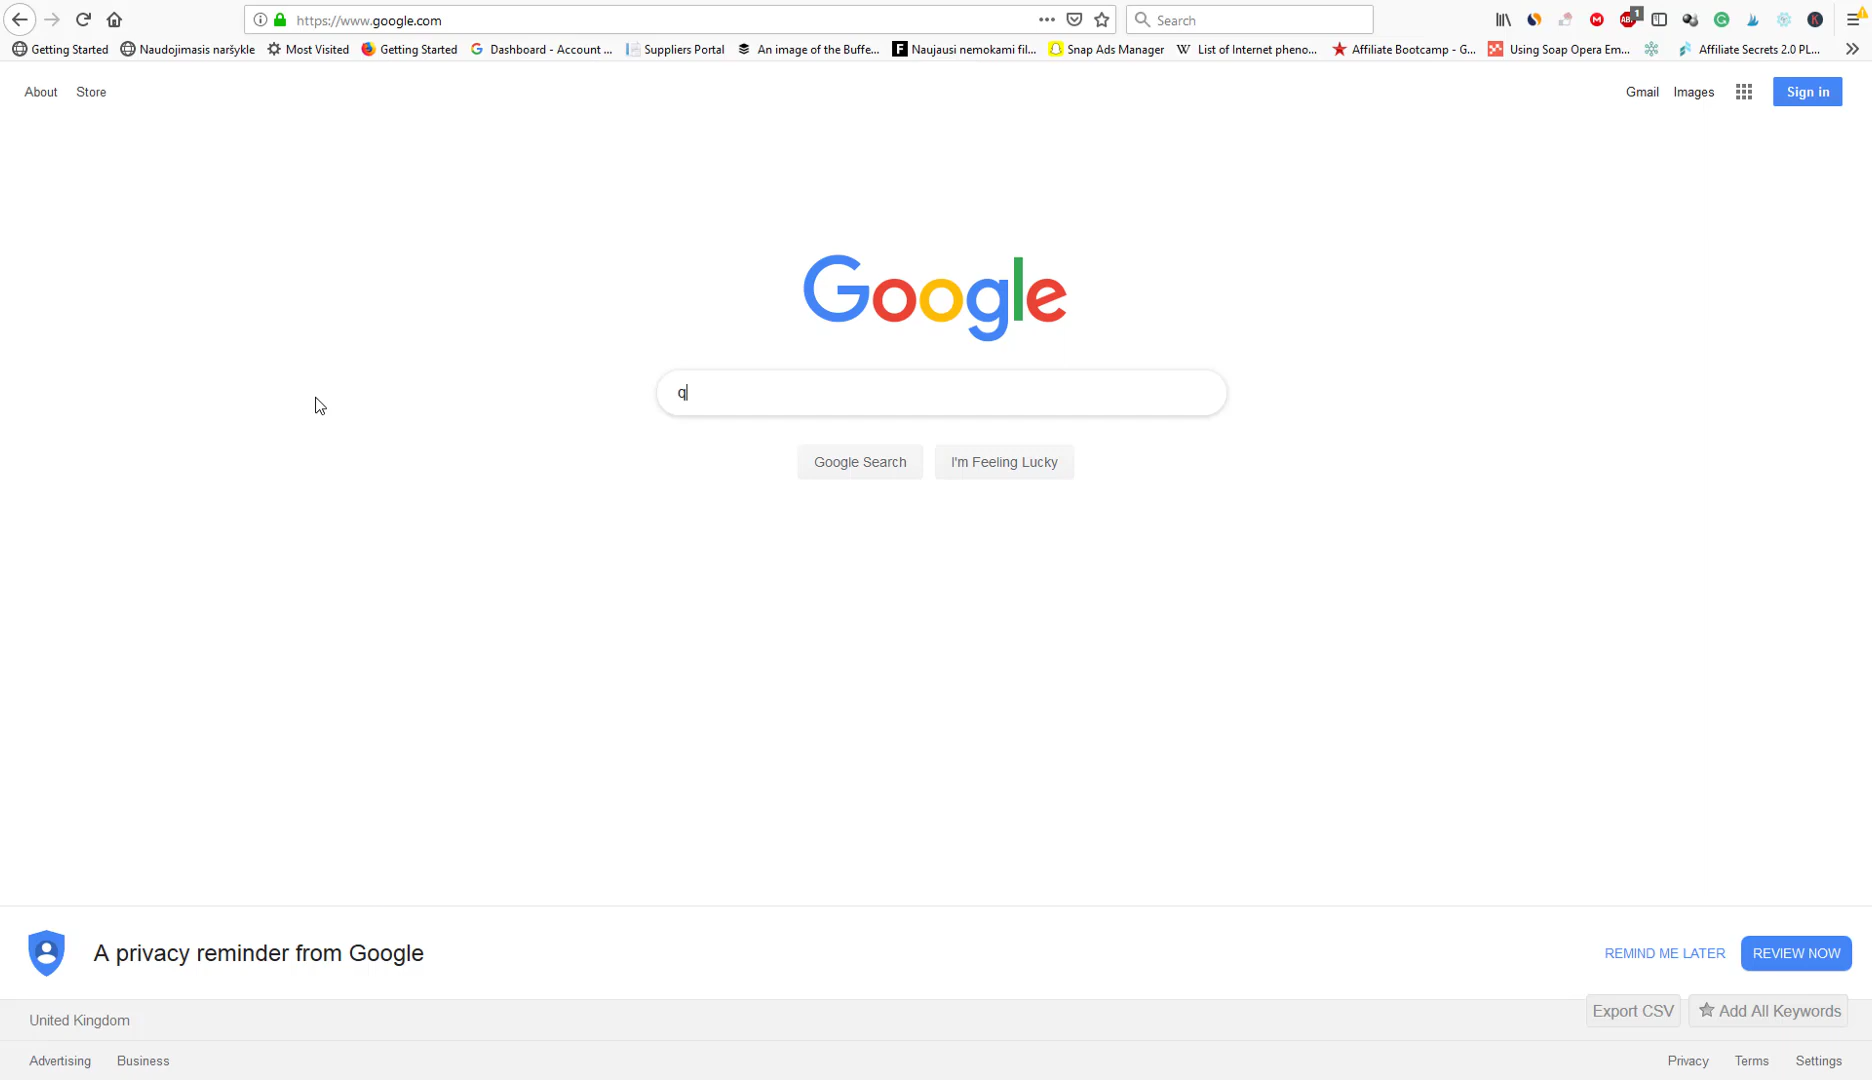 https://www.google.com
Search
1
Getting Started
Naudojimasis naršykle
Most Visited
Getting Started
Dashboard - Account ...
Suppliers Portal
An image of the Buffe...
Naujausi nemokami fil...
Snap Ads Manager
List of Internet pheno...
Affiliate Bootcamp - G...
Using Soap Opera Em...
Affiliate Secrets 2.0 PL...
About
Store
Gmail
Images
Sign in
Google
q
Google Search
I'm Feeling Lucky
A privacy reminder from Google
REMIND ME LATER
REVIEW NOW
United Kingdom
Export CSV
Add All Keywords
Advertising
Business
Privacy
Terms
Settings